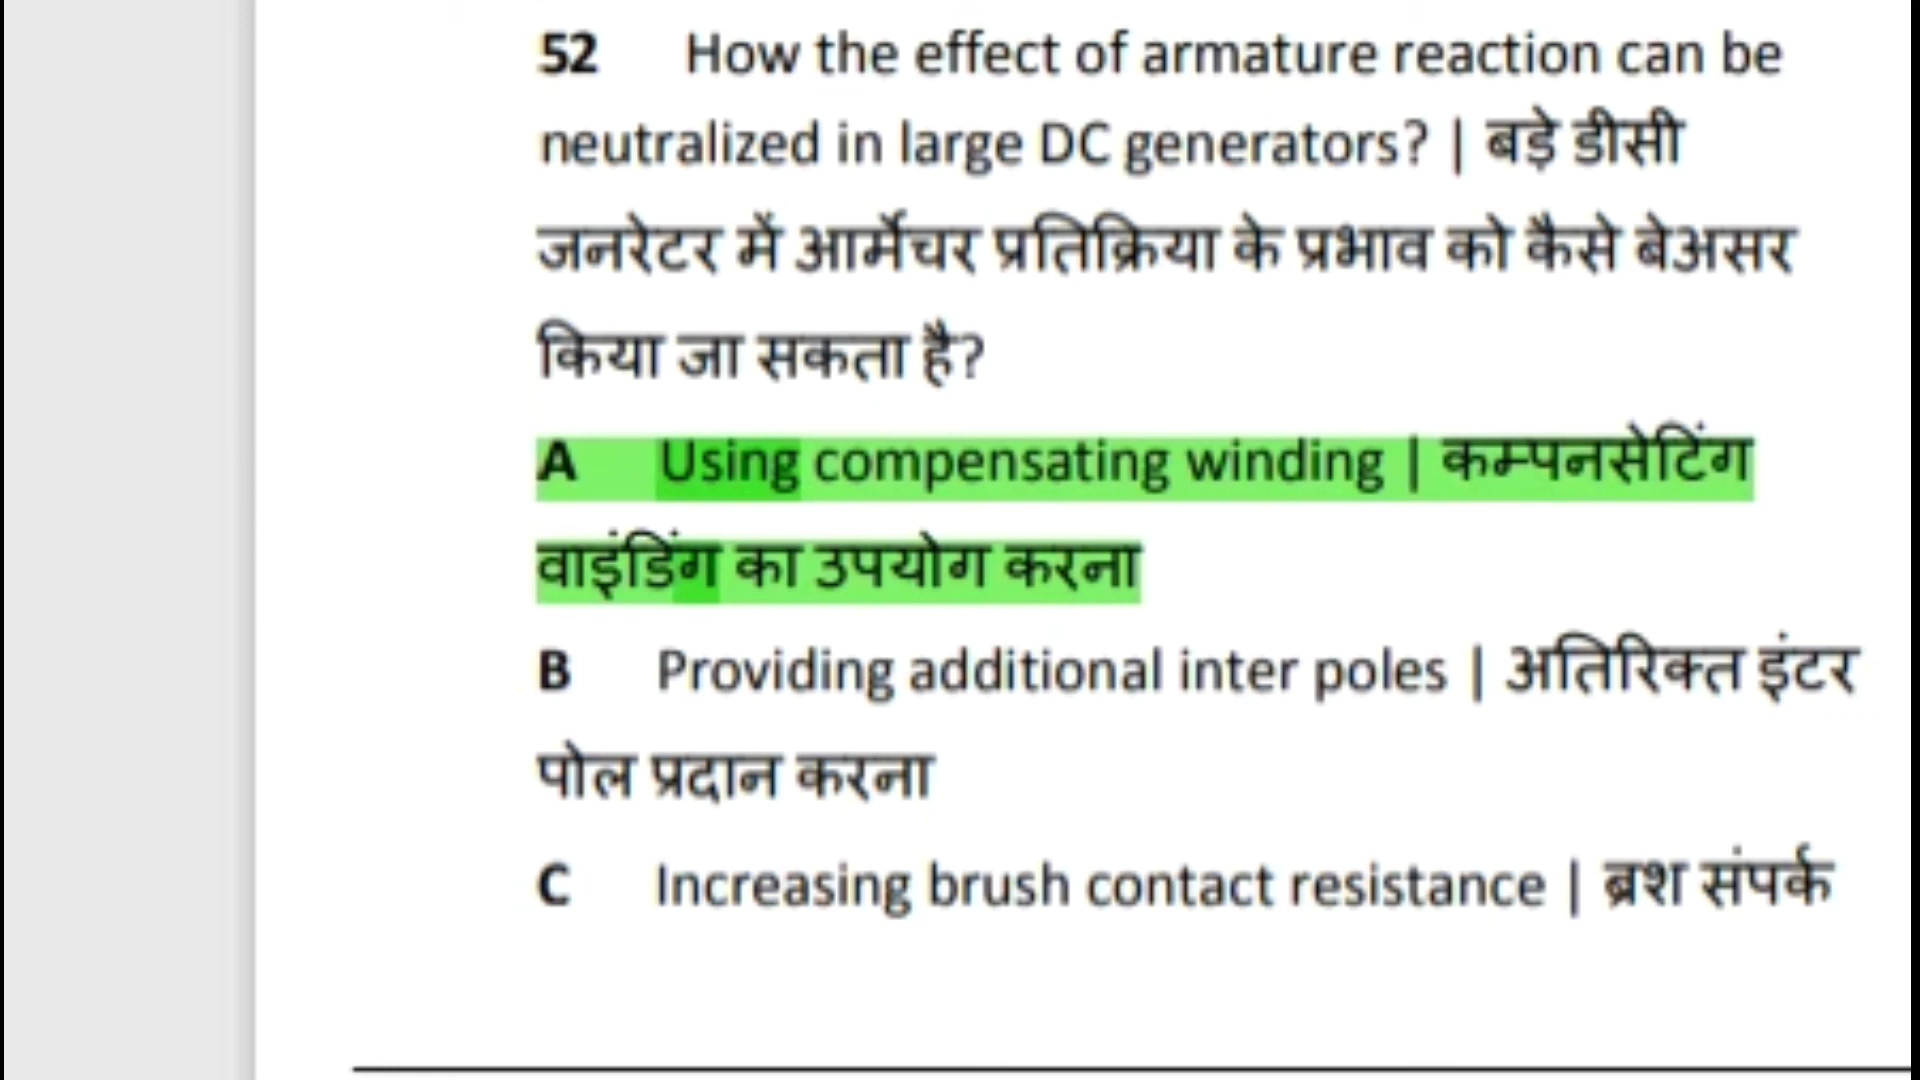 52 How the effect of armature reaction can be
neutralized in large DC generators? | बड़े डीसी
जनरेटर में आर्मेचर प्रतिक्रिया के प्रभाव को कैसे बेअसर
किया जा सकता है?
A Using compensating winding | कम्पनसेटिंग
वाइंडिंग का उपयोग करना
B Providing additional inter poles | अतिरिक्त इंटर
पोल प्रदान करना
C Increasing brush contact resistance | ब्रश संपर्क